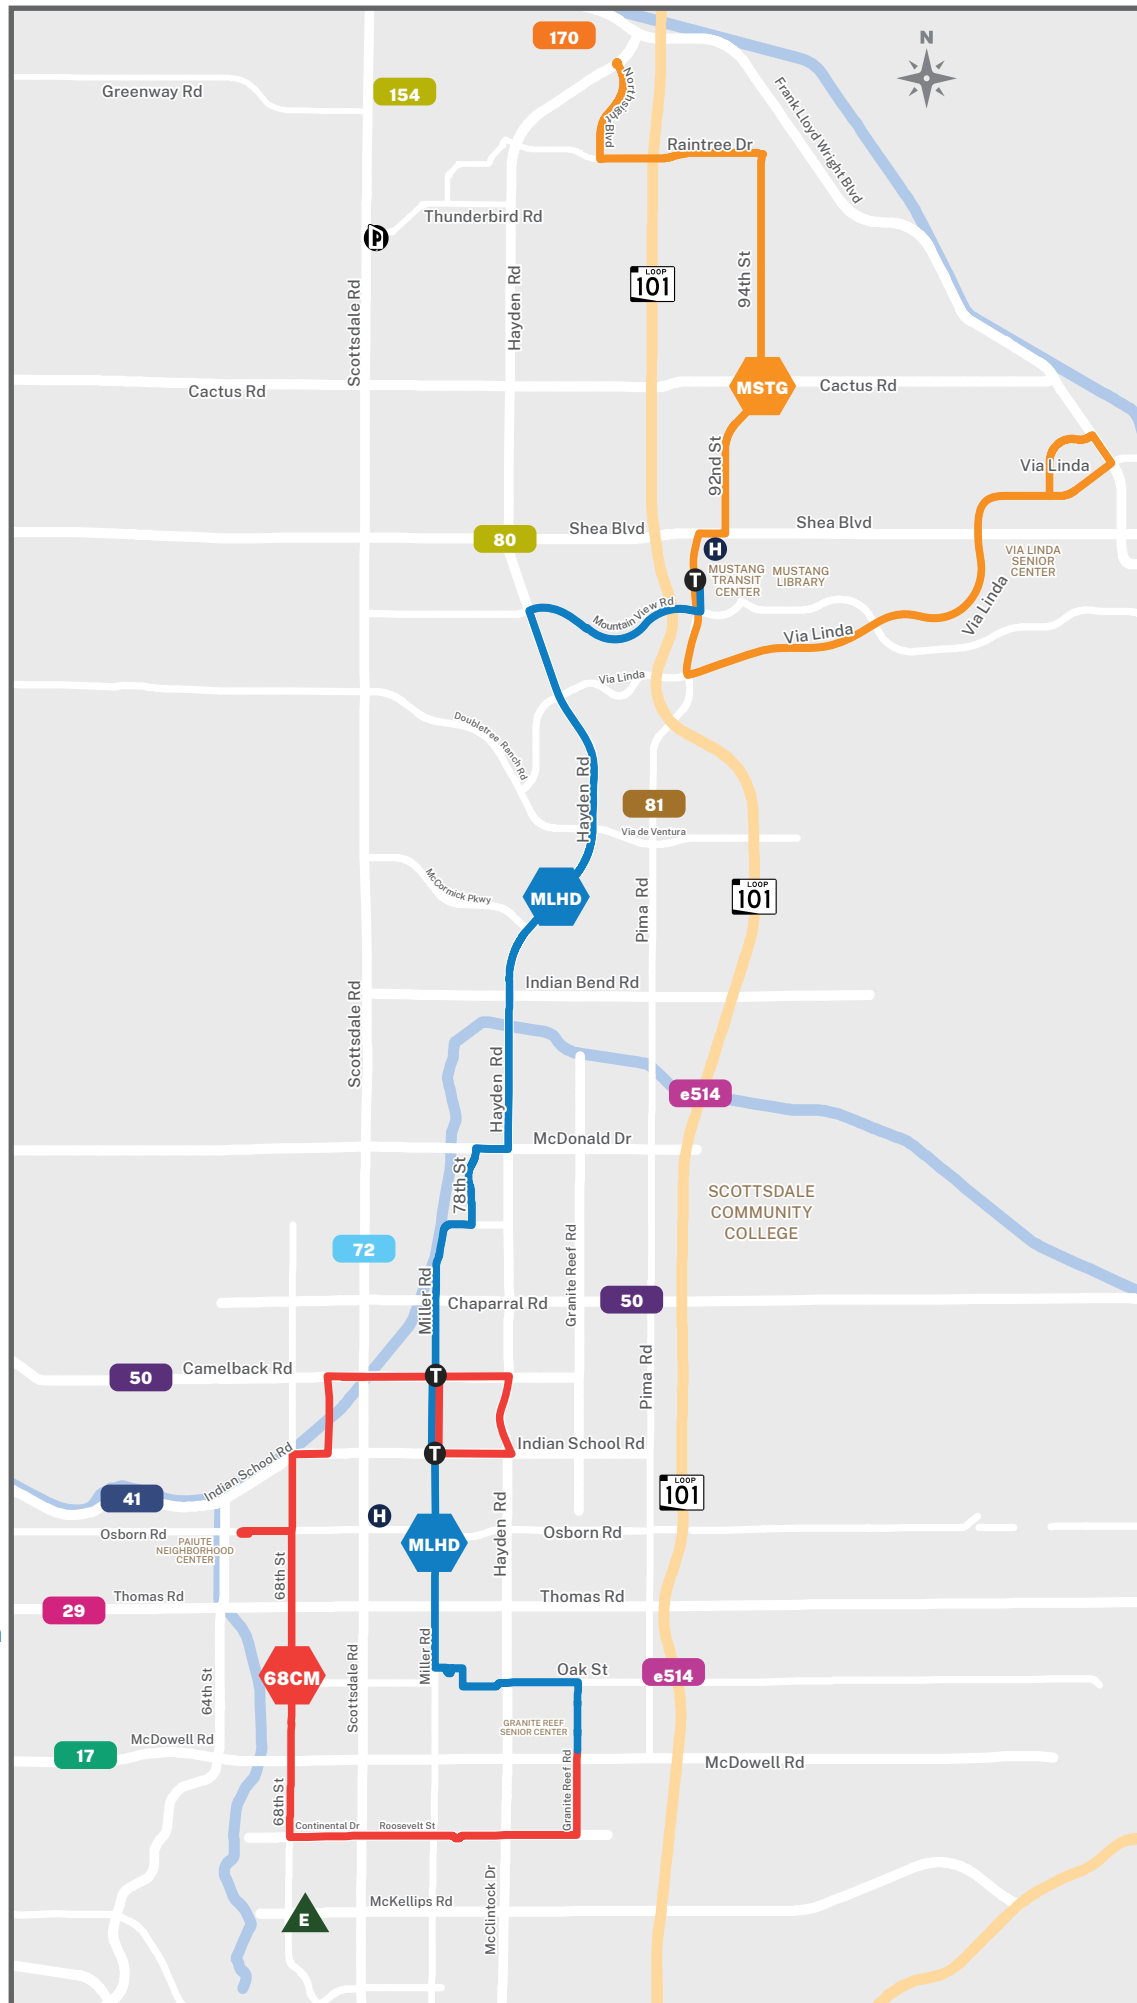 170
N
154
Greenway Rd
Northsight Blvd
Frank Lloyd Wright Blvd
Raintree Dr
Thunderbird Rd
P
LOOP
101
94th St
Hayden Rd
Scottsdale Rd
MSTG
Cactus Rd
Cactus Rd
92nd St
Via Linda
80
Shea Blvd
Shea Blvd
H
T
MUSTANG
TRANSIT
CENTER
MUSTANG
LIBRARY
VIA LINDA
SENIOR
CENTER
Mountain View Rd
Via Linda
Via Linda
Via Linda
Doubletree Ranch Rd
Hayden Rd
81
Via de Ventura
McCormick Pkwy
MLHD
Pima Rd
LOOP
101
Indian Bend Rd
Scottsdale Rd
Hayden Rd
e514
McDonald Dr
78th St
SCOTTSDALE
COMMUNITY
COLLEGE
72
Granite Reef Rd
Miller Rd
Chaparral Rd
50
50
Camelback Rd
T
Pima Rd
Indian School Rd
T
Indian School Rd
41
H
LOOP
101
Hayden Rd
Osborn Rd
PAIUTE
NEIGHBORHOOD
CENTER
MLHD
Osborn Rd
68th St
Thomas Rd
Thomas Rd
29
68CM
Miller Rd
Oak St
e514
64th St
Scottsdale Rd
GRANITE REEF
SENIOR CENTER
McDowell Rd
17
McDowell Rd
68th St
Granite Reef Rd
Continental Dr
Roosevelt St
McKellips Rd
E
McClintock Dr